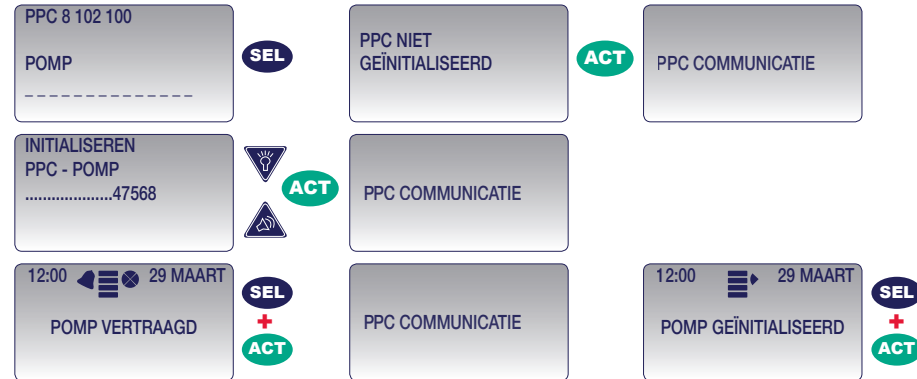 PPC 8 102 100
POMP
_ _ _ _ _ _ _ _ _ _ _ _ _ _
SEL
PPC NIET
GEÏNITIALISEERD
ACT
PPC COMMUNICATIE
INITIALISEREN
PPC - POMP
....................47568
ACT
PPC COMMUNICATIE
12:00 29 MAART
POMP VERTRAAGD
SEL
+
ACT
PPC COMMUNICATIE
12:00 29 MAART
POMP GEÏNITIALISEERD
SEL
+
ACT